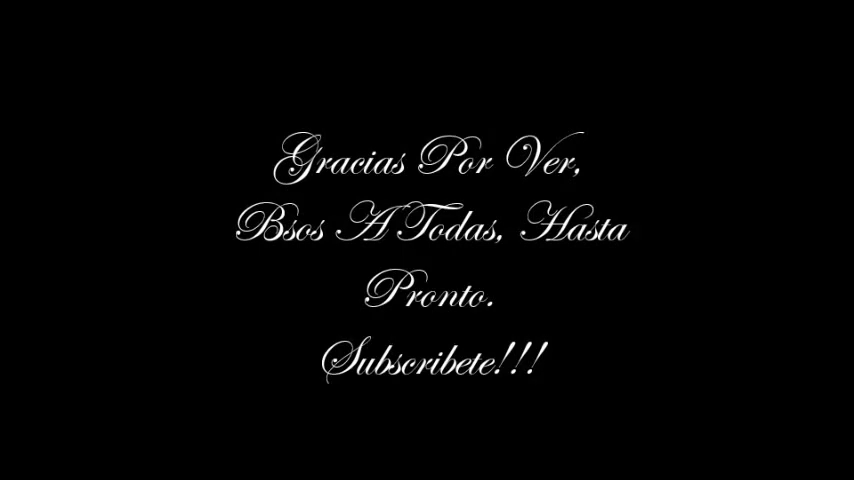 Gracias Por Ver,
Bsos A Todas, Hasta
Pronto.
Subscribete!!!